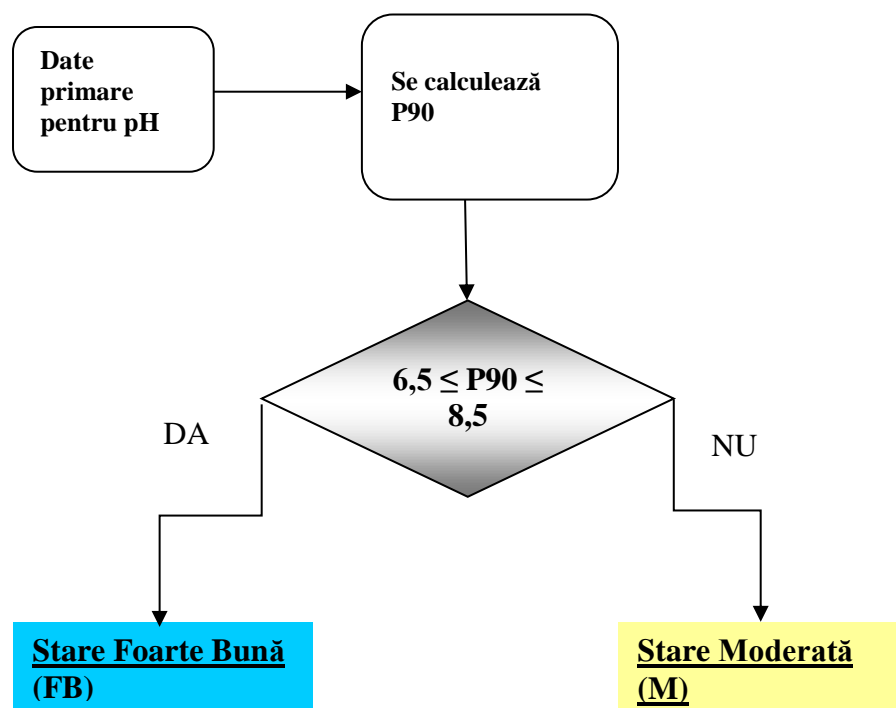 Date
primare
pentru pH
Se calculează
P90
6,5 ≤ P90 ≤
8,5
DA
NU
Stare Foarte Bună
(FB)
Stare Moderată
(M)